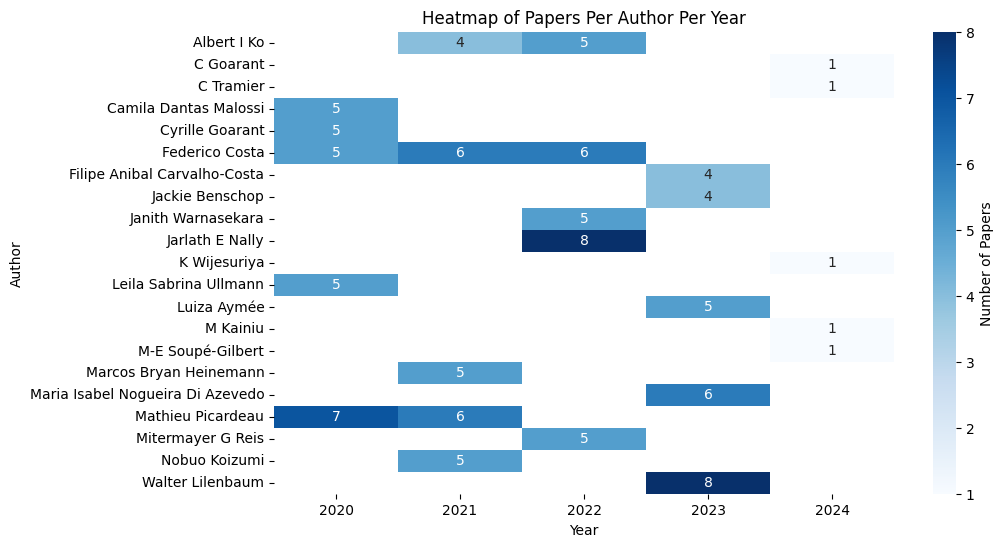 Heatmap of Papers Per Author Per Year
Albert I Ko 4 5
C Goarant 1
C Tramier 1
Camila Dantas Malossi 5
Cyrille Goarant 5
Federico Costa 5 6 6
Filipe Anibal Carvalho-Costa 4
Jackie Benschop 4
Janith Warnasekara 5
Jarlath E Nally 8
K Wijesuriya 1
Leila Sabrina Ullmann 5
Luiza Aymée 5
M Kainiu 1
M-E Soupé-Gilbert 1
Marcos Bryan Heinemann 5
Maria Isabel Nogueira Di Azevedo 6
Mathieu Picardeau 7 6
Mitermayer G Reis 5
Nobuo Koizumi 5
Walter Lilenbaum 8
2020 2021 2022 2023 2024
Year
Author
8
7
6
5
4
3
2
1
Number of Papers